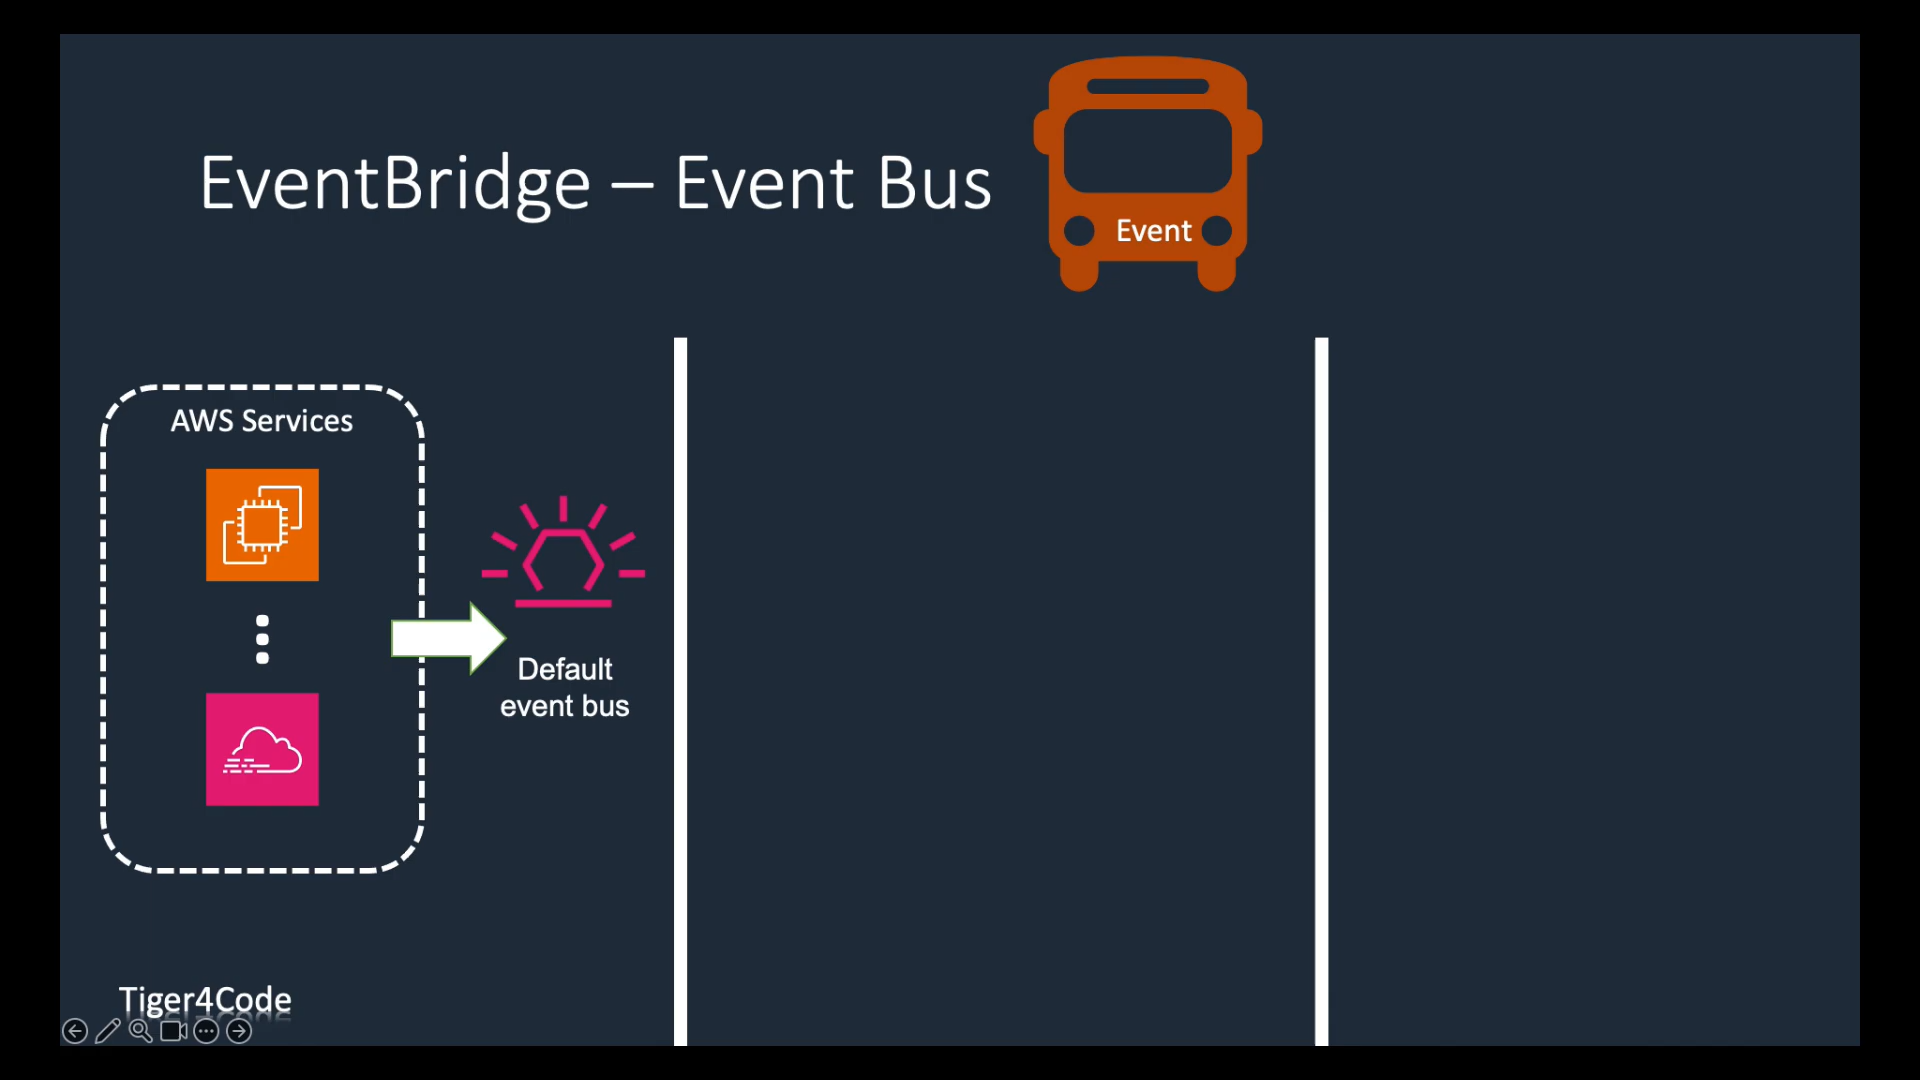 EventBridge – Event Bus
Event
AWS Services
Default
event bus
Tiger4Code